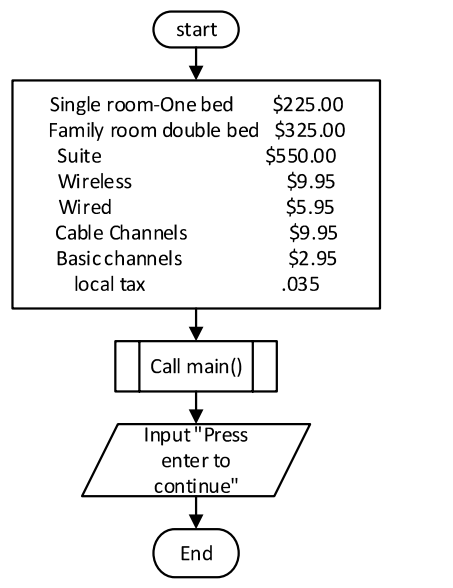 start
Single room-One bed $225.00
Family room double bed $325.00
Suite $550.00
Wireless $9.95
Wired $5.95
Cable Channels $9.95
Basic channels $2.95
local tax .035
Call main()
Input "Press
enter to
continue"
End